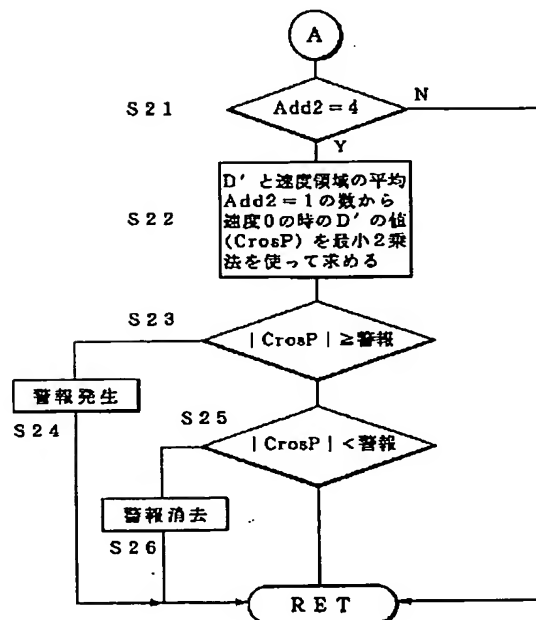 A
S21
Add2=4
N
Y
S22
D′と速度領域の平均
Add2=1の数から
速度0の時のD′の値
(CrosP)を最小2乗
法を使って求める
S23
|CrosP|≧警報
警報発生
S24
S25
|CrosP|<警報
警報消去
S26
RET